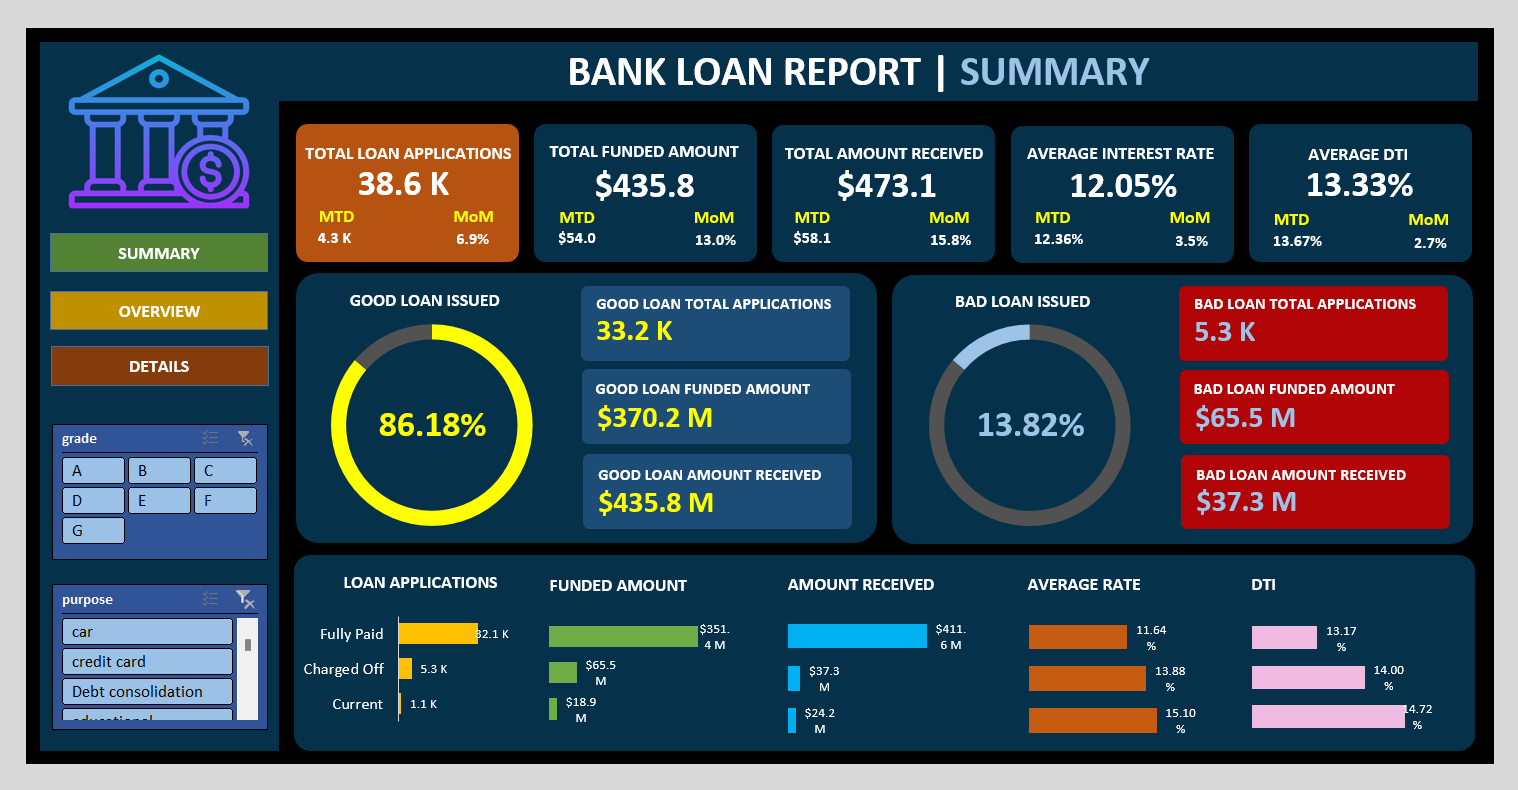 BANK LOAN REPORT | SUMMARY
SUMMARY
OVERVIEW
DETAILS
grade
A
B
C
D
E
F
G
purpose
car
credit card
Debt consolidation
TOTAL LOAN APPLICATIONS
38.6 K
MTD MoM
4.3 K 6.9%
TOTAL FUNDED AMOUNT
$435.8
MTD MoM
$54.0 13.0%
TOTAL AMOUNT RECEIVED
$473.1
MTD MoM
$58.1 15.8%
AVERAGE INTEREST RATE
12.05%
MTD MoM
12.36% 3.5%
AVERAGE DTI
13.33%
MTD MoM
13.67% 2.7%
GOOD LOAN ISSUED
86.18%
GOOD LOAN TOTAL APPLICATIONS
33.2 K
GOOD LOAN FUNDED AMOUNT
$370.2 M
GOOD LOAN AMOUNT RECEIVED
$435.8 M
BAD LOAN ISSUED
13.82%
BAD LOAN TOTAL APPLICATIONS
5.3 K
BAD LOAN FUNDED AMOUNT
$65.5 M
BAD LOAN AMOUNT RECEIVED
$37.3 M
LOAN APPLICATIONS
Fully Paid 32.1 K
Charged Off 5.3 K
Current 1.1 K
FUNDED AMOUNT
$351.
4 M
$65.5
M
$18.9
M
AMOUNT RECEIVED
$411.
6 M
$37.3
M
$24.2
M
AVERAGE RATE
11.64
%
13.88
%
15.10
%
DTI
13.17
%
14.00
%
14.72
%